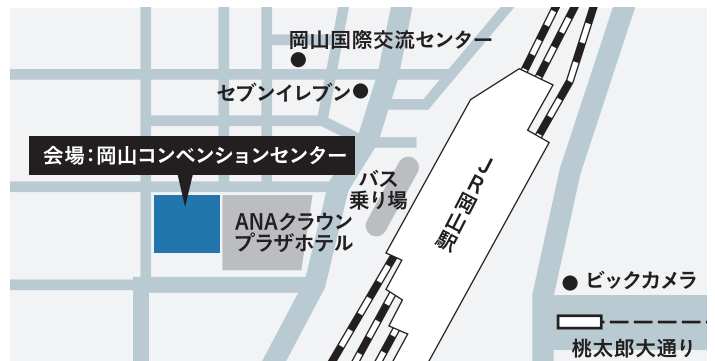 岡山国際交流センター
セブンイレブン
会場：岡山コンベンションセンター
バス
乗り場
JR岡山駅
ANAクラウン
プラザホテル
ビックカメラ
桃太郎大通り